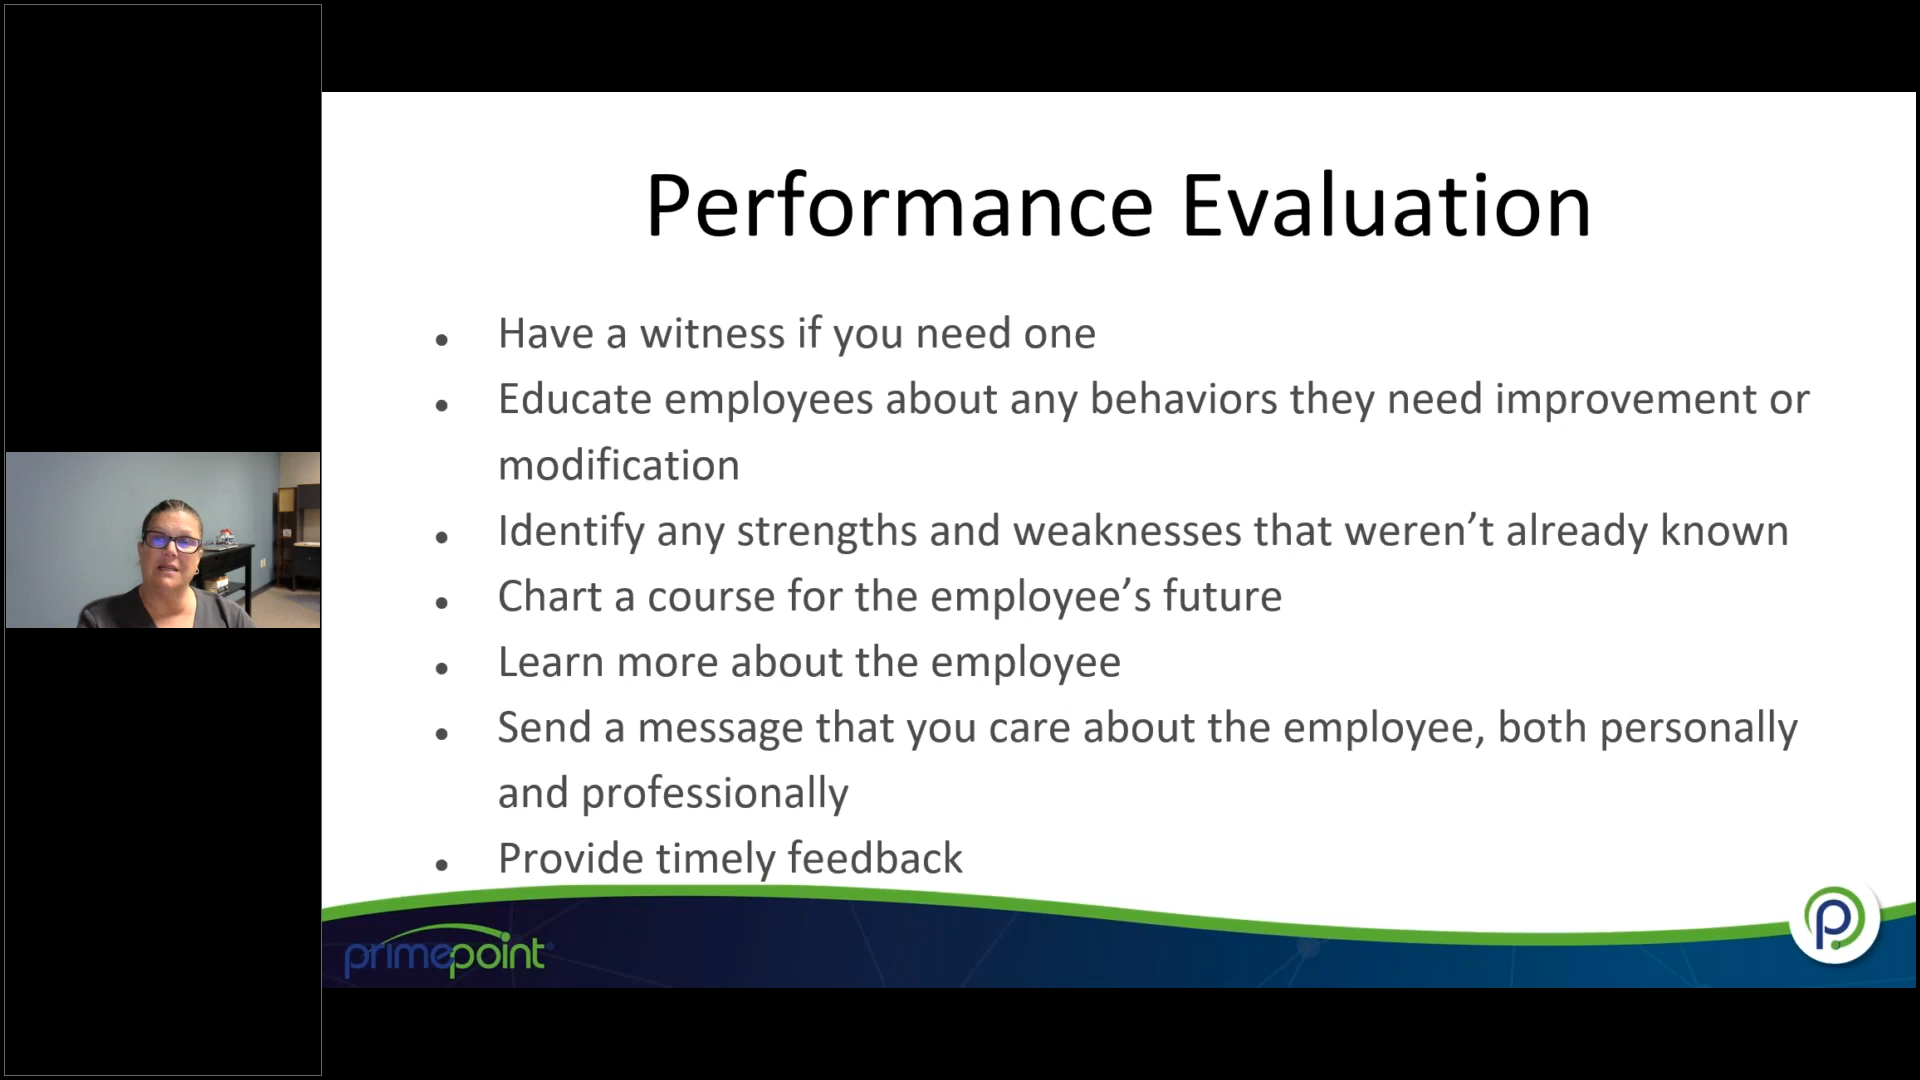 Performance Evaluation
• Have a witness if you need one
• Educate employees about any behaviors they need improvement or
modification
• Identify any strengths and weaknesses that weren’t already known
• Chart a course for the employee’s future
• Learn more about the employee
• Send a message that you care about the employee, both personally
and professionally
• Provide timely feedback
primepoint®
p